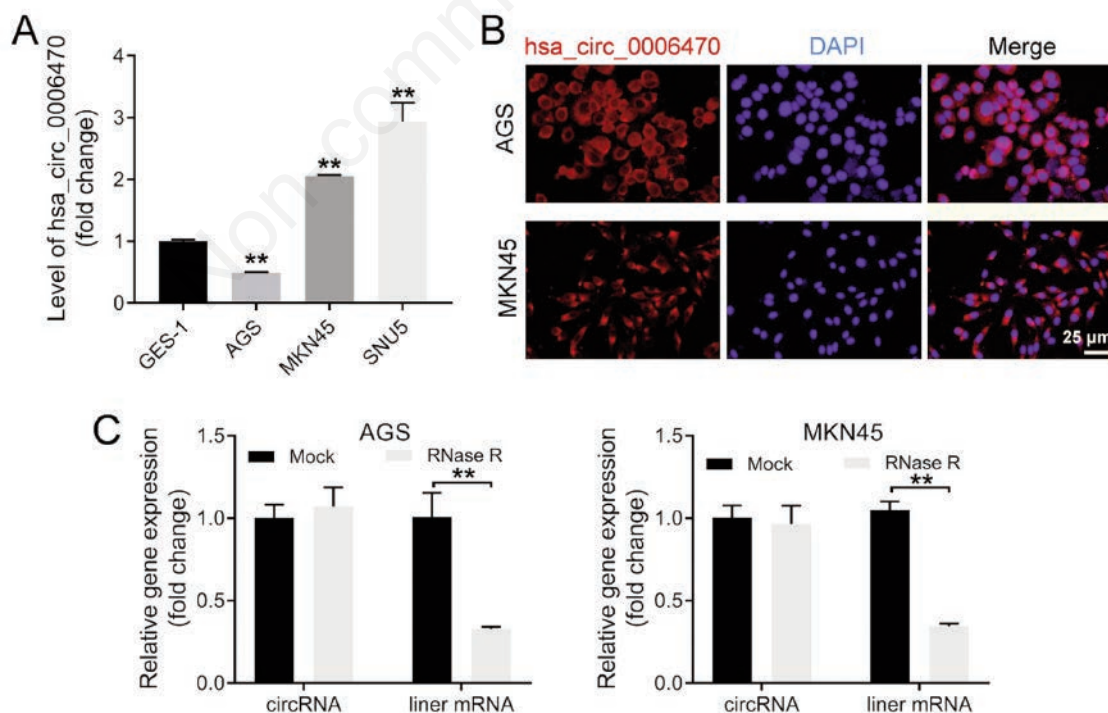 A
Level of hsa_circ_0006470
(fold change)
4
3
2
1
0
**
**
**
GES-1
AGS
MKN45
SNU5
B
hsa_circ_0006470
DAPI
Merge
AGS
MKN45
25 µm
C
AGS
Relative gene expression
(fold change)
1.5
1.0
0.5
0.0
Mock
RNase R
**
circRNA
liner mRNA
MKN45
Relative gene expression
(fold change)
1.5
1.0
0.5
0.0
Mock
RNase R
**
circRNA
liner mRNA